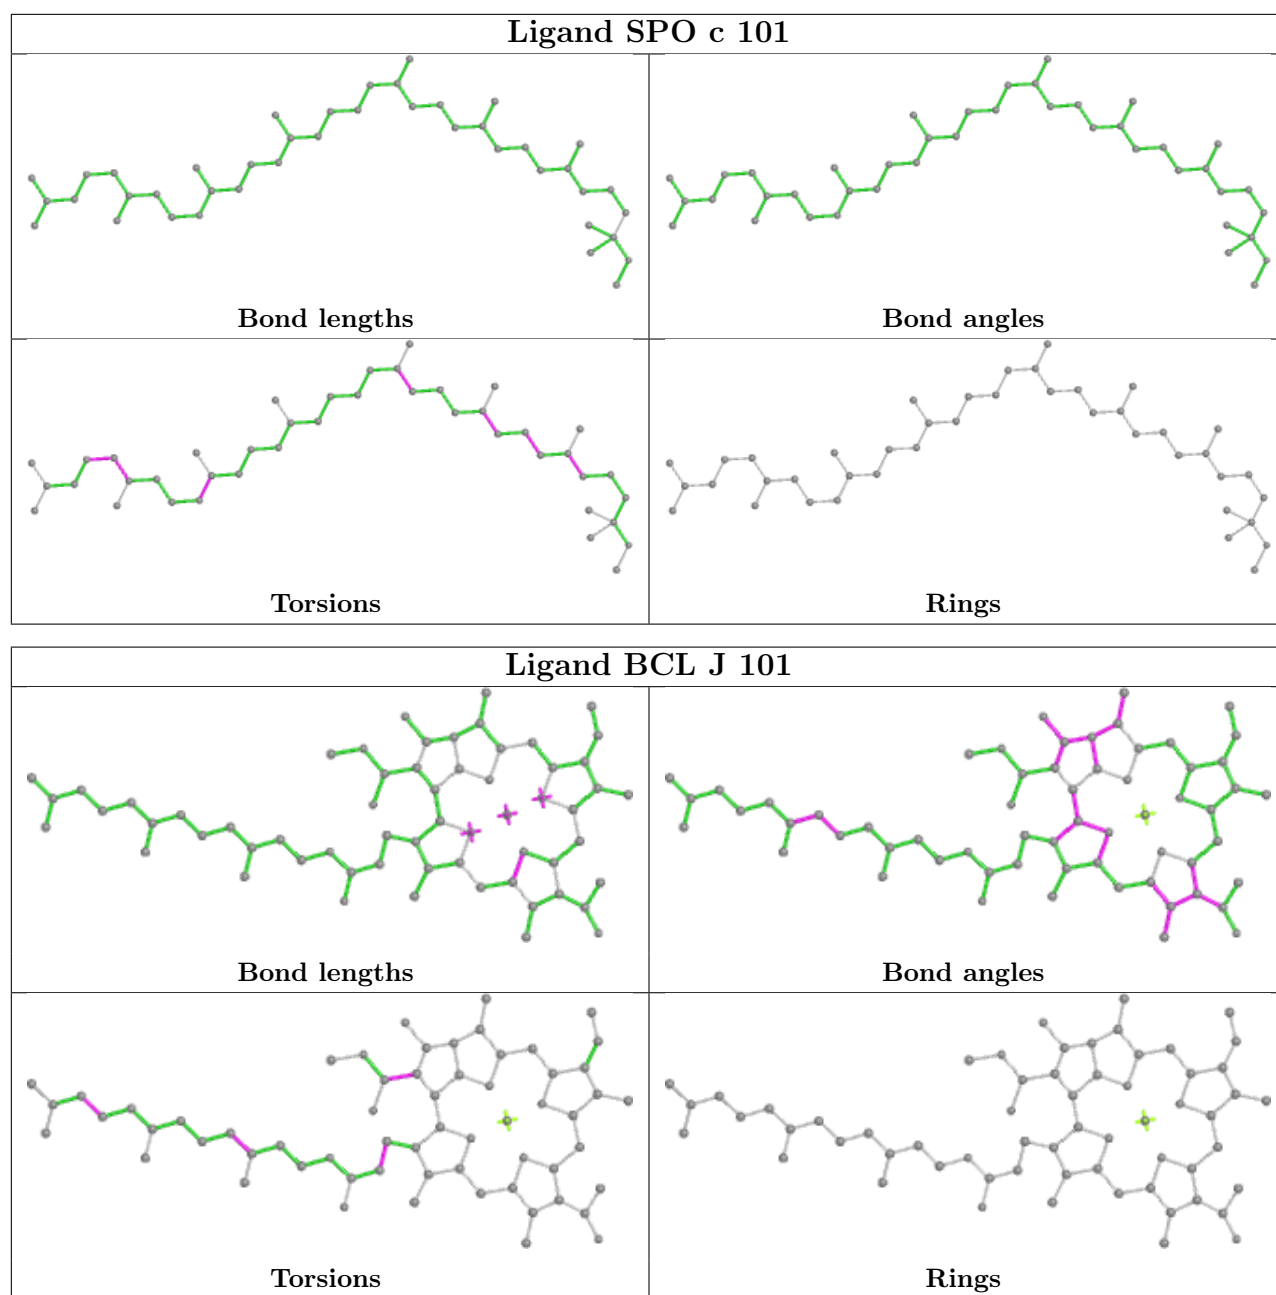 Ligand SPO c 101
Bond lengths
Bond angles
Torsions
Rings
Ligand BCL J 101
Bond lengths
Bond angles
Torsions
Rings